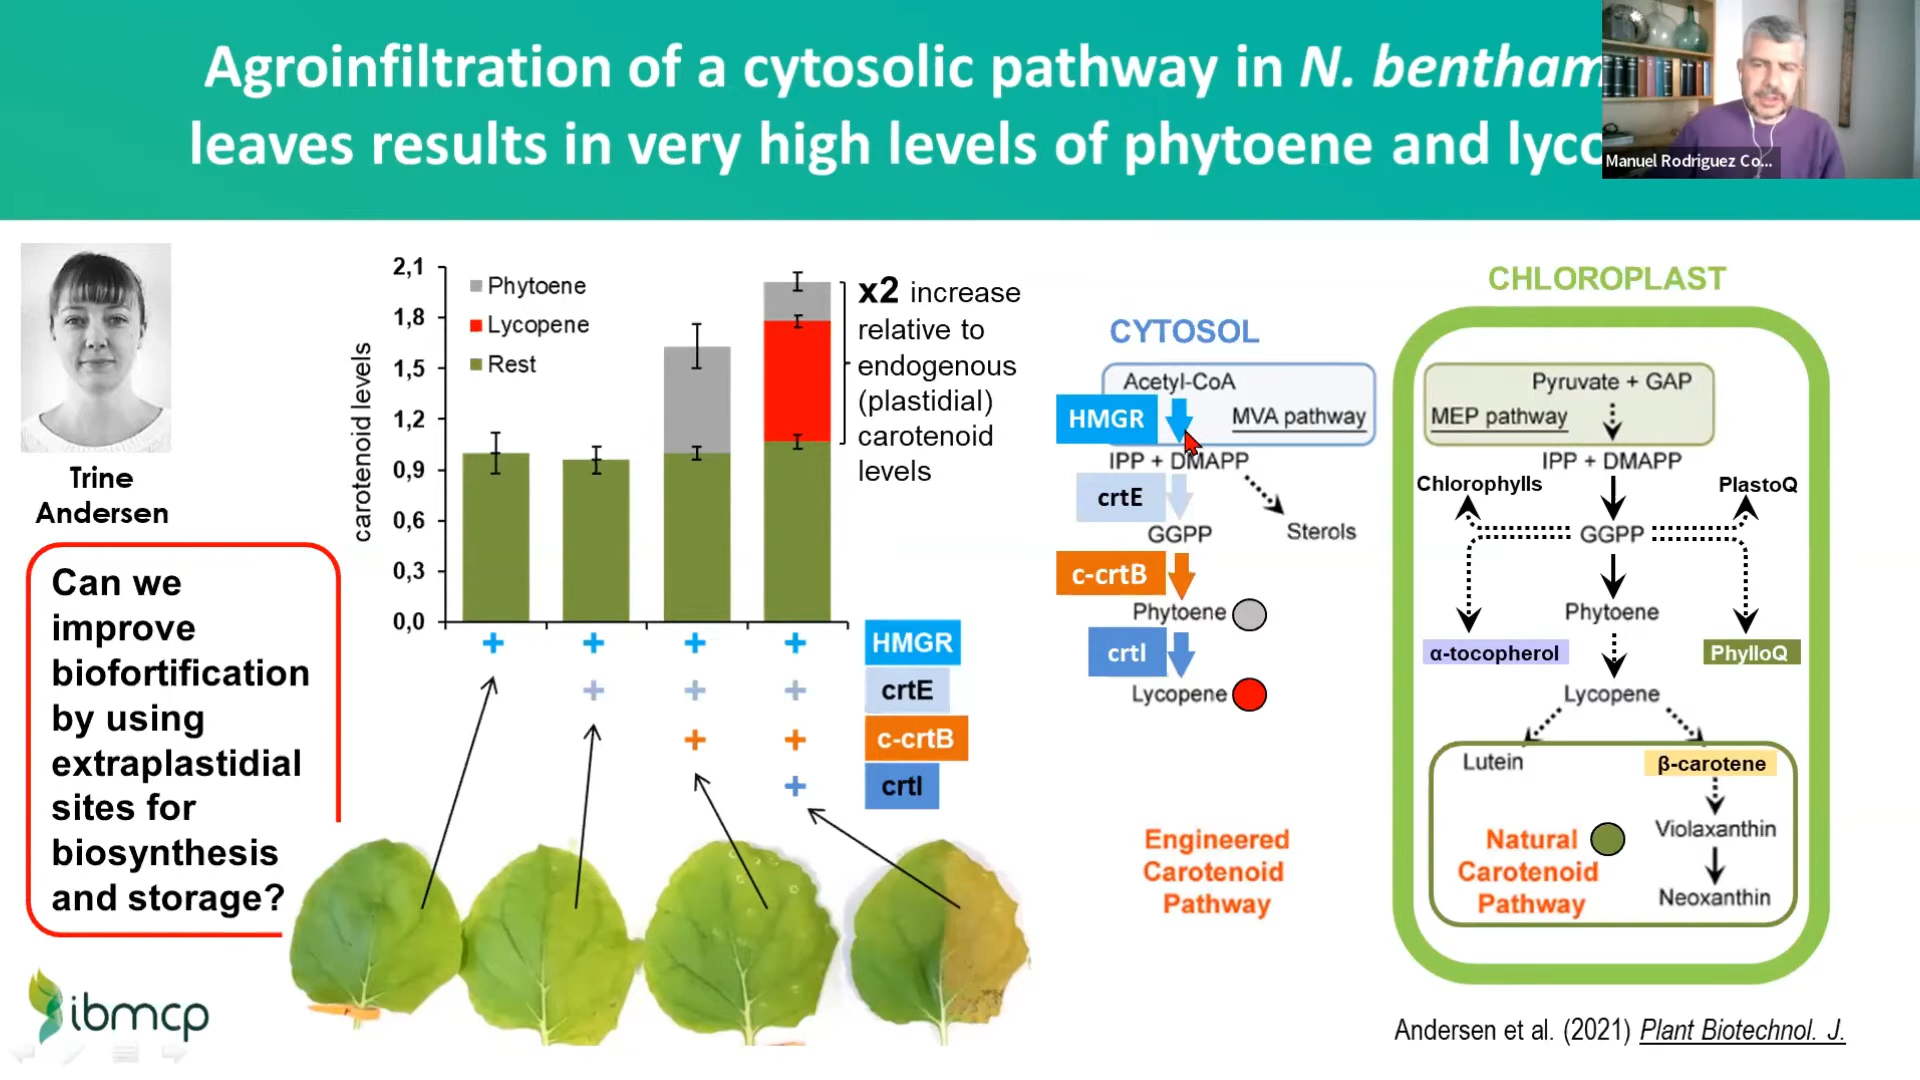 Agroinfiltration of a cytosolic pathway in N. bentham
leaves results in very high levels of phytoene and lyco
Manuel Rodriguez Co...
Trine
Andersen
Can we
improve
biofortification
by using
extraplastidial
sites for
biosynthesis
and storage?
ibmcp
carotenoid levels
2,1
1,8
1,5
1,2
0,9
0,6
0,3
0,0
Phytoene
Lycopene
Rest
x2 increase
relative to
endogenous
(plastidial)
carotenoid
levels
+ + + + HMGR
+ + + crtE
+ + c-crtB
+ crtI
CYTOSOL
Acetyl-CoA
HMGR
MVA pathway
IPP + DMAPP
crtE
GGPP
Sterols
c-crtB
Phytoene
crtI
Lycopene
Engineered
Carotenoid
Pathway
CHLOROPLAST
Pyruvate + GAP
MEP pathway
IPP + DMAPP
Chlorophylls
PlastoQ
GGPP
Phytoene
α-tocopherol
PhylloQ
Lycopene
Lutein
β-carotene
Violaxanthin
Neoxanthin
Natural
Carotenoid
Pathway
Andersen et al. (2021) Plant Biotechnol. J.